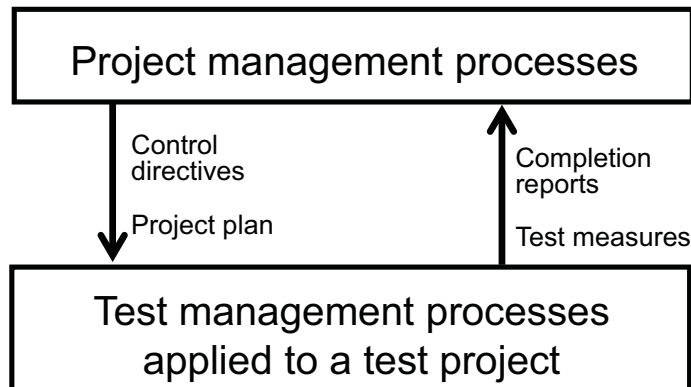 Project management processes
Control
directives
Project plan
Completion
reports
Test measures
Test management processes
applied to a test project